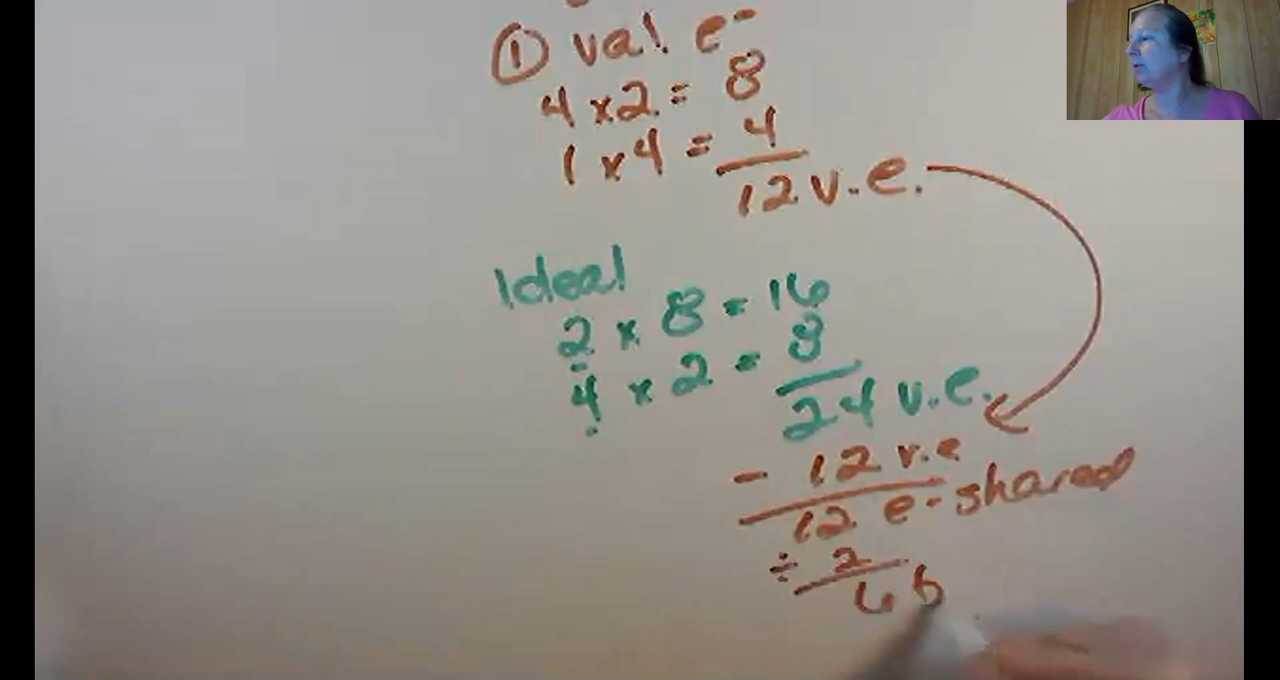 ① val e-
4 x 2 = 8
1 x 4 = 4
12 v.e.
Ideal
2 x 8 = 16
4 x 2 = 8
24 v.e.
- 12 v.e
12 e- shared
÷ 2
6 b